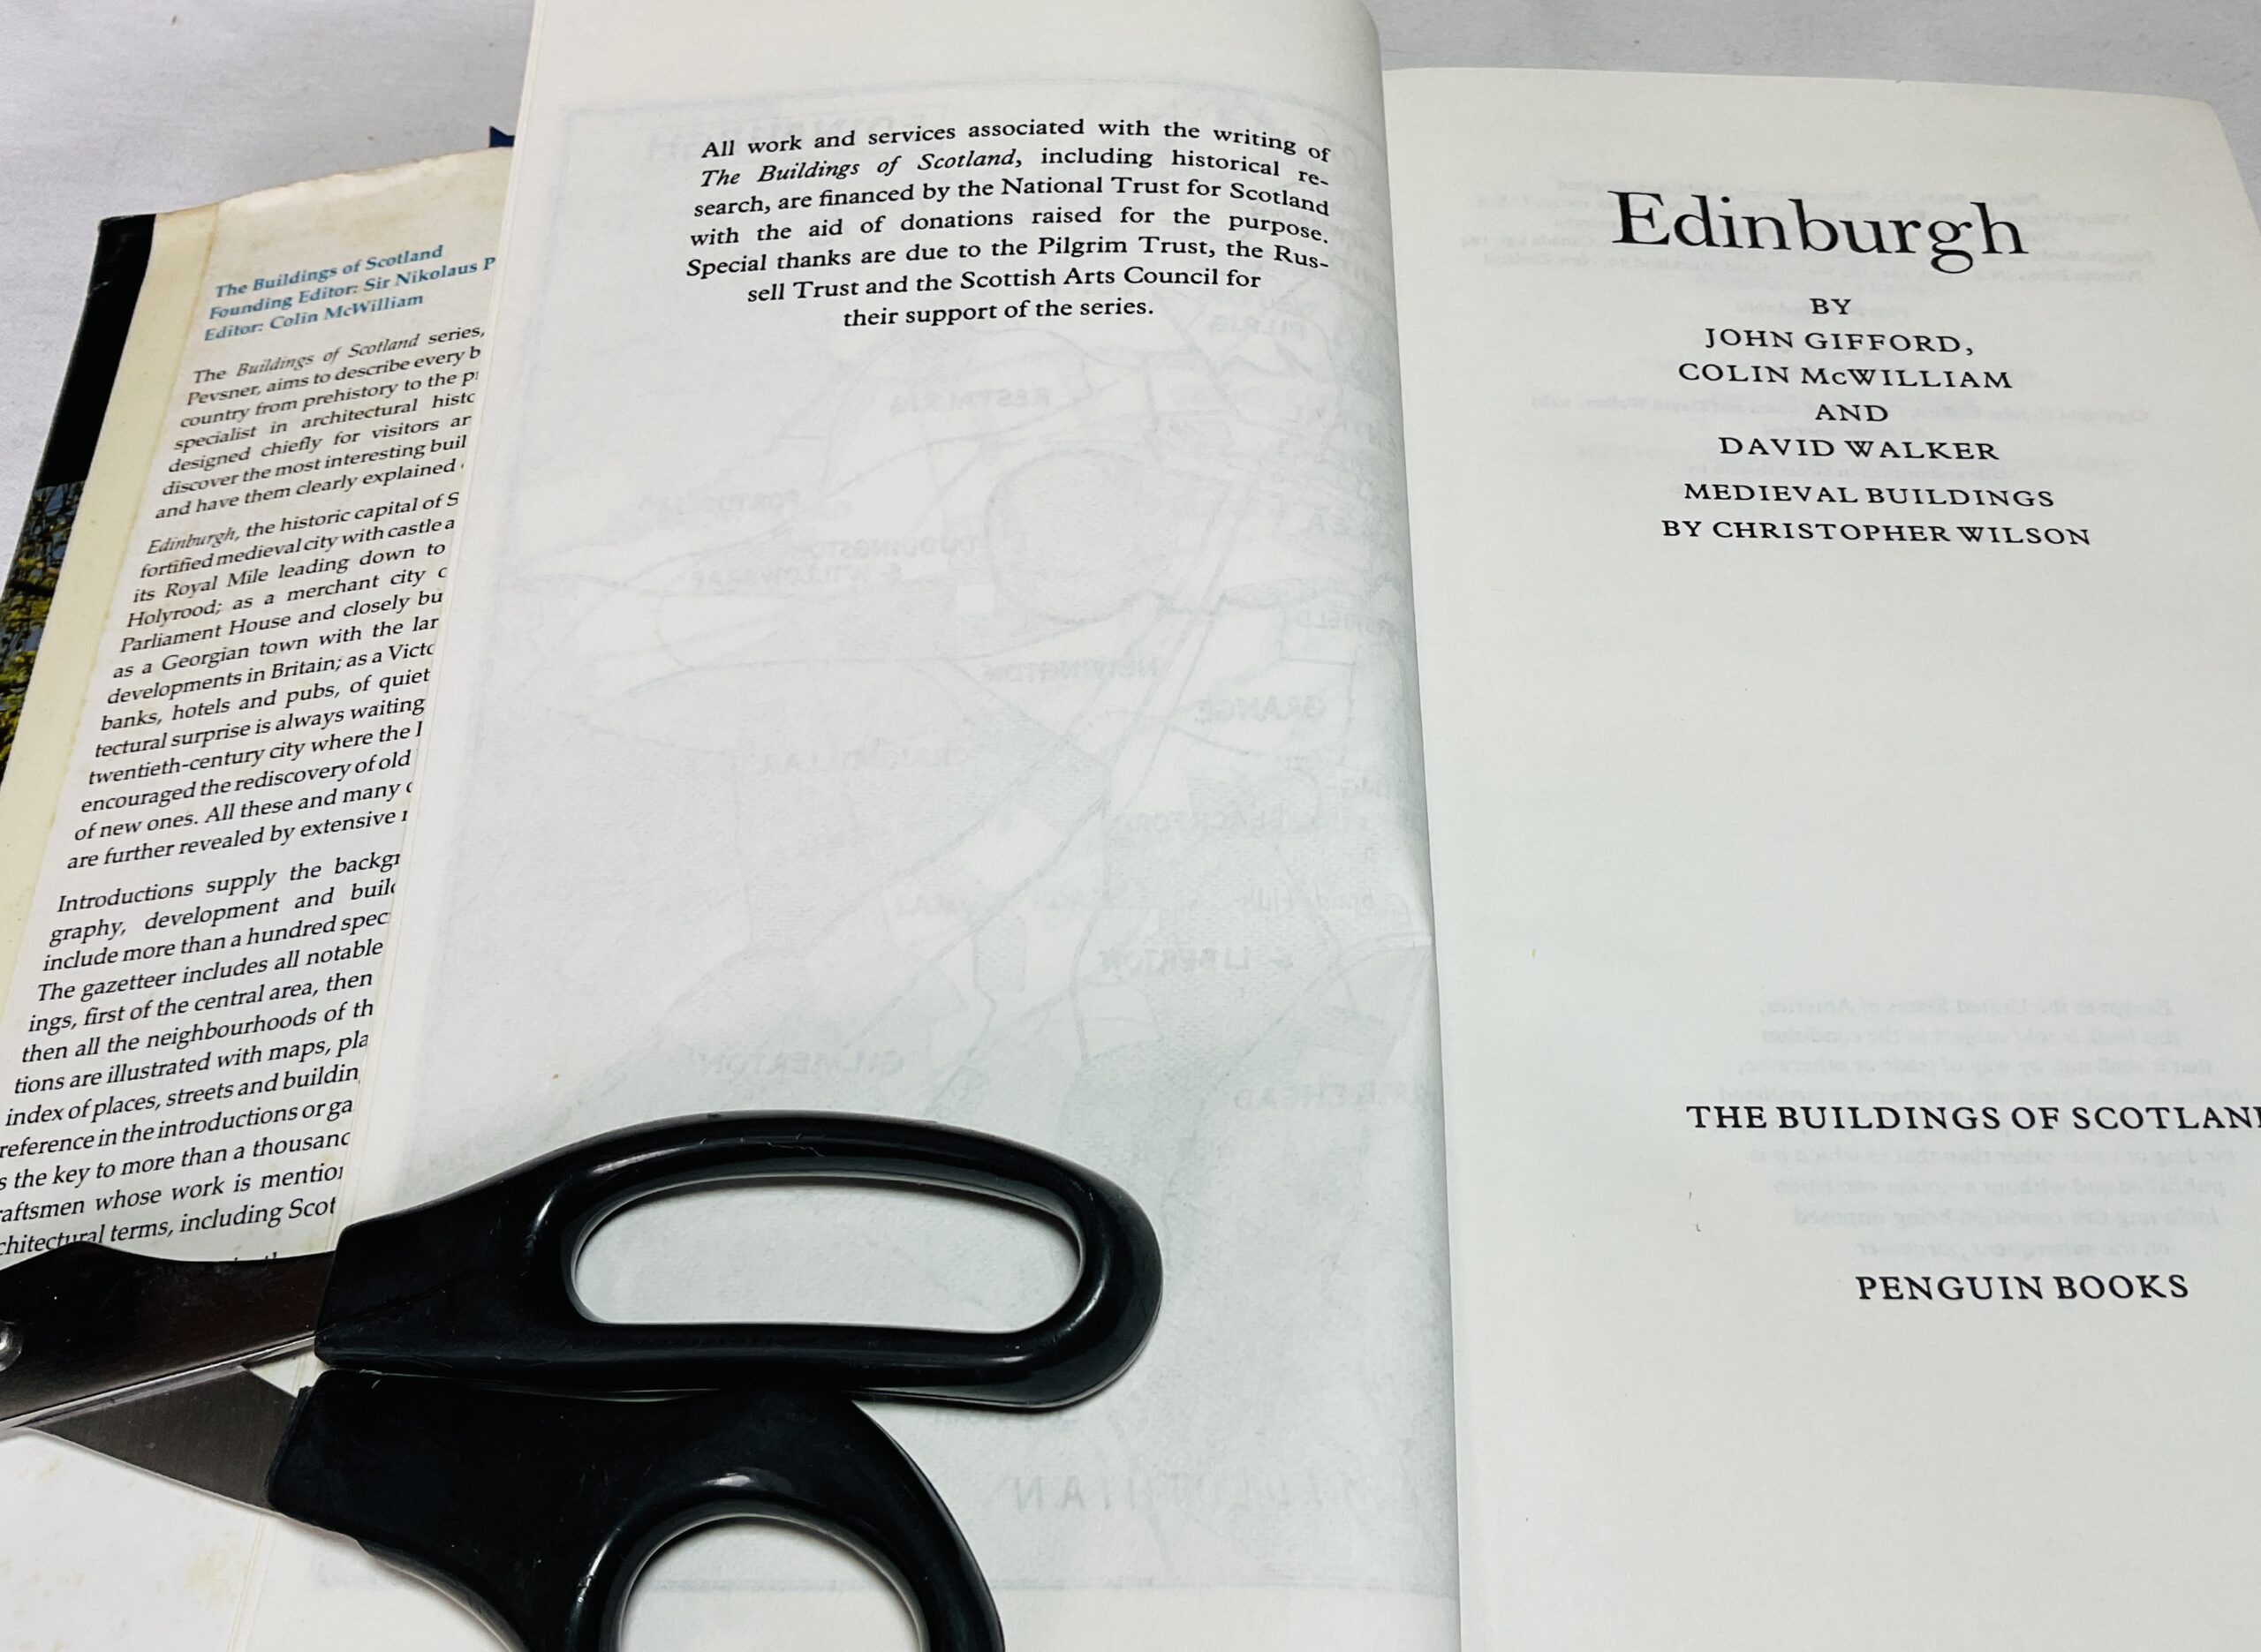 The Buildings of Scotland
Founding Editor: Sir Nikolaus P
Editor: Colin McWilliam
The Buildings of Scotland series,
Pevsner, aims to describe every b
country from prehistory to the p
specialist in architectural histo
designed chiefly for visitors an
discover the most interesting buil
and have them clearly explained
Edinburgh, the historic capital of S
fortified medieval city with castle a
its Royal Mile leading down to
Holyrood; as a merchant city
Parliament House and closely bu
as a Georgian town with the lar
developments in Britain; as a Victo
banks, hotels and pubs, of quiet
tectural surprise is always waiting
twentieth-century city where the
encouraged the rediscovery of old
of new ones. All these and many
are further revealed by extensive
Introductions supply the backgr
graphy, development and build
include more than a hundred spec
The gazetteer includes all notable
ings, first of the central area, then
then all the neighbourhoods of th
tions are illustrated with maps, pla
index of places, streets and buildin
reference in the introductions or ga
s the key to more than a thousand
raftsmen whose work is mention
chitectural terms, including Scot
All work and services associated with the writing of
The Buildings of Scotland, including historical re-
search, are financed by the National Trust for Scotland
with the aid of donations raised for the purpose.
Special thanks are due to the Pilgrim Trust, the Rus-
sell Trust and the Scottish Arts Council for
their support of the series.
Edinburgh
BY
JOHN GIFFORD,
COLIN McWILLIAM
AND
DAVID WALKER
MEDIEVAL BUILDINGS
BY CHRISTOPHER WILSON
THE BUILDINGS OF SCOTLAN
PENGUIN BOOKS